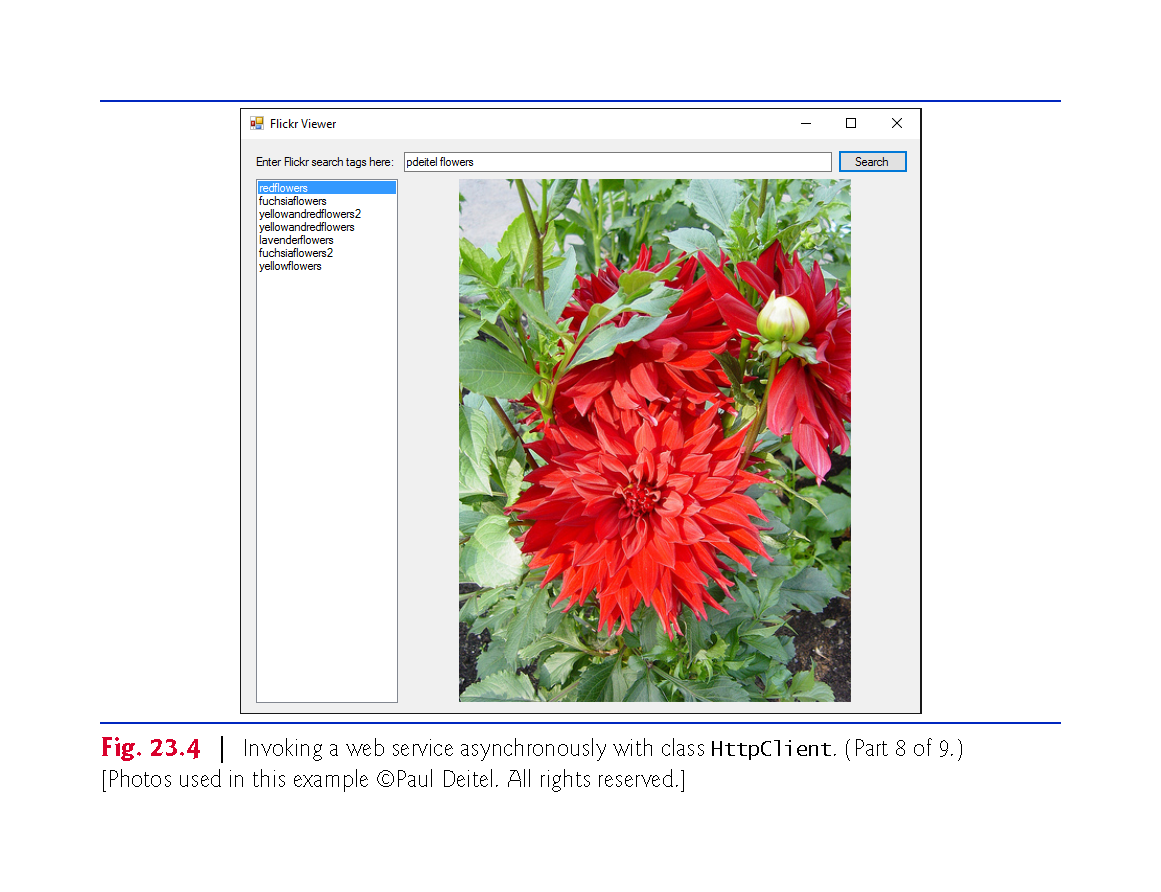 Flickr Viewer
Enter Flickr search tags here: pdeitel flowers Search
redflowers
fuchsiaflowers
yellowandredflowers2
yellowandredflowers
lavenderflowers
fuchsiaflowers2
yellowflowers
Fig. 23.4 | Invoking a web service asynchronously with class HttpClient. (Part 8 of 9.)
[Photos used in this example ©Paul Deitel. All rights reserved.]